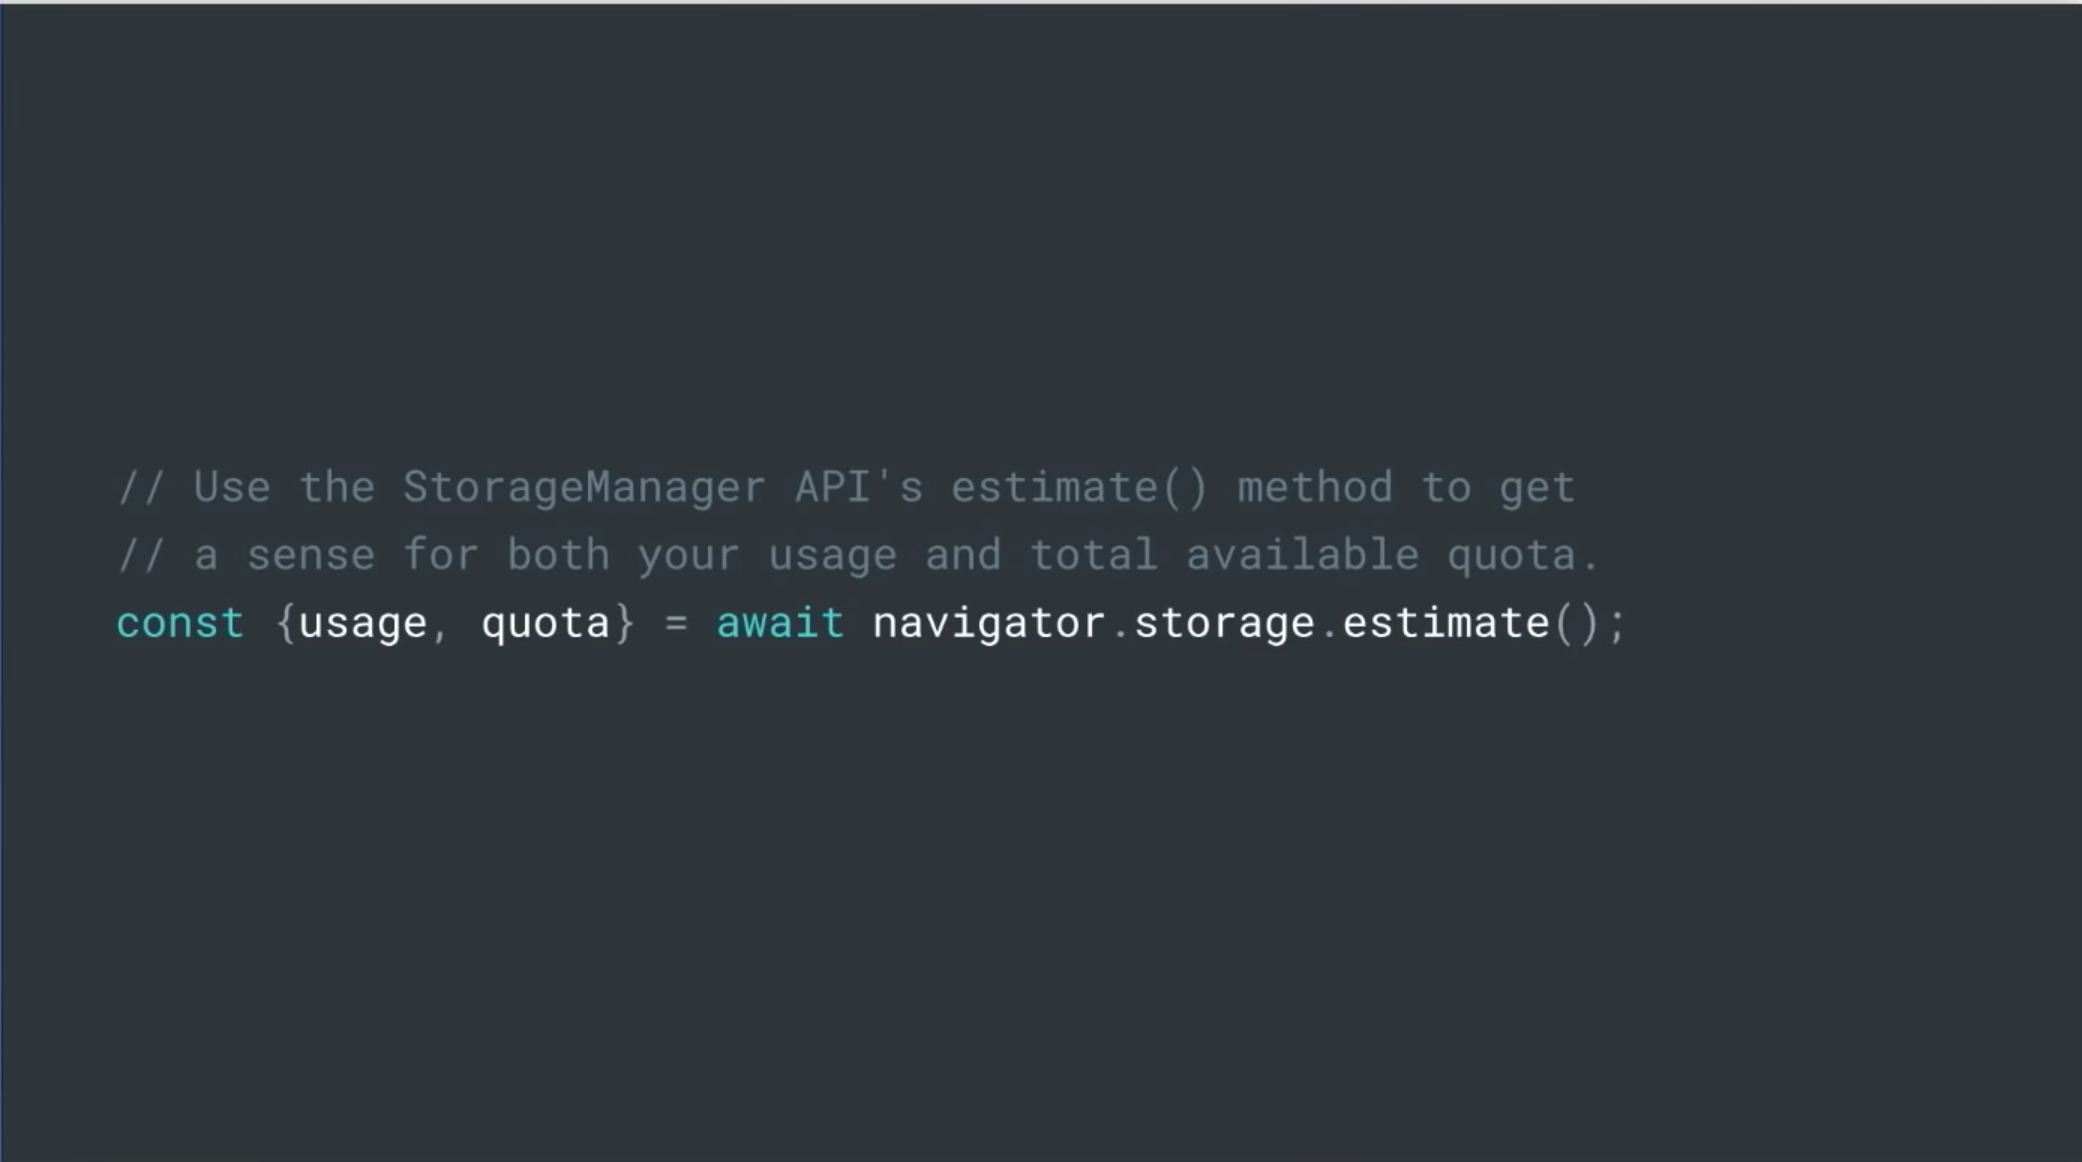 // Use the StorageManager API's estimate() method to get
// a sense for both your usage and total available quota.
const {usage, quota} = await navigator.storage.estimate();